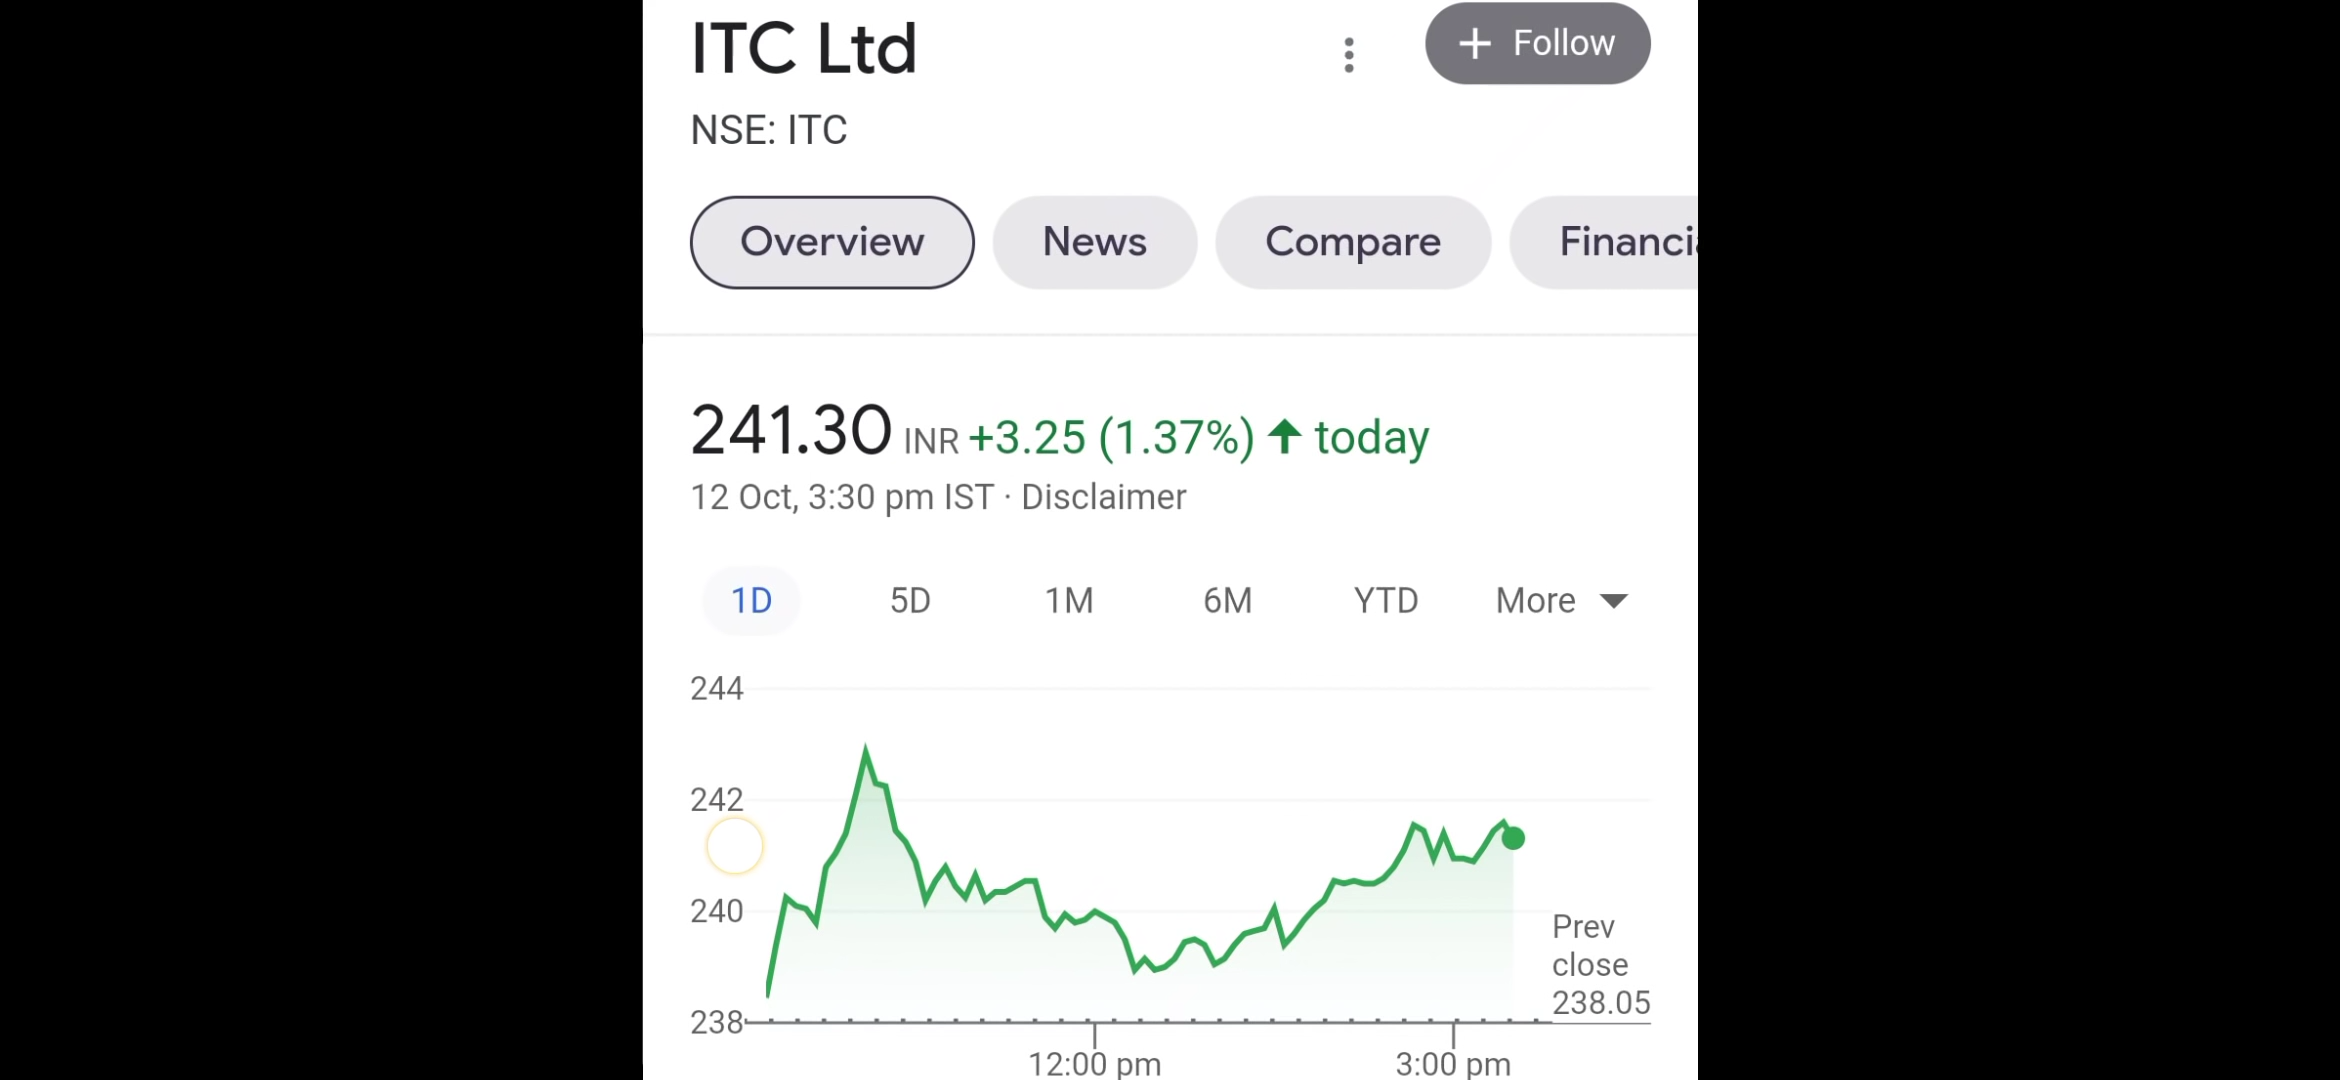 ITC Ltd
+ Follow
NSE: ITC
Overview
News
Compare
Financi
241.30 INR +3.25 (1.37%) ↑ today
12 Oct, 3:30 pm IST · Disclaimer
1D
5D
1M
6M
YTD
More
244
242
240
238
Prev
close
238.05
12:00 pm
3:00 pm